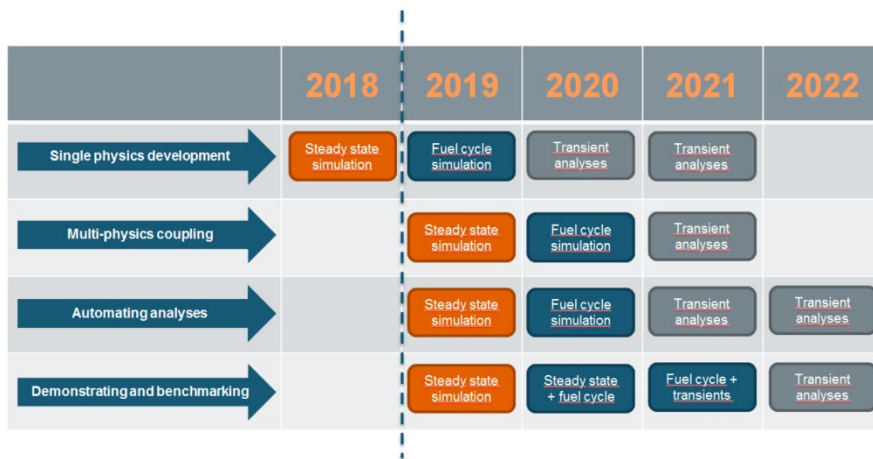 2018 2019 2020 2021 2022
Single physics development
Steady state
simulation
Fuel cycle
simulation
Transient
analyses
Transient
analyses
Multi-physics coupling
Steady state
simulation
Fuel cycle
simulation
Transient
analyses
Automating analyses
Steady state
simulation
Fuel cycle
simulation
Transient
analyses
Transient
analyses
Demonstrating and benchmarking
Steady state
simulation
Steady state
+ fuel cycle
Fuel cycle +
transients
Transient
analyses